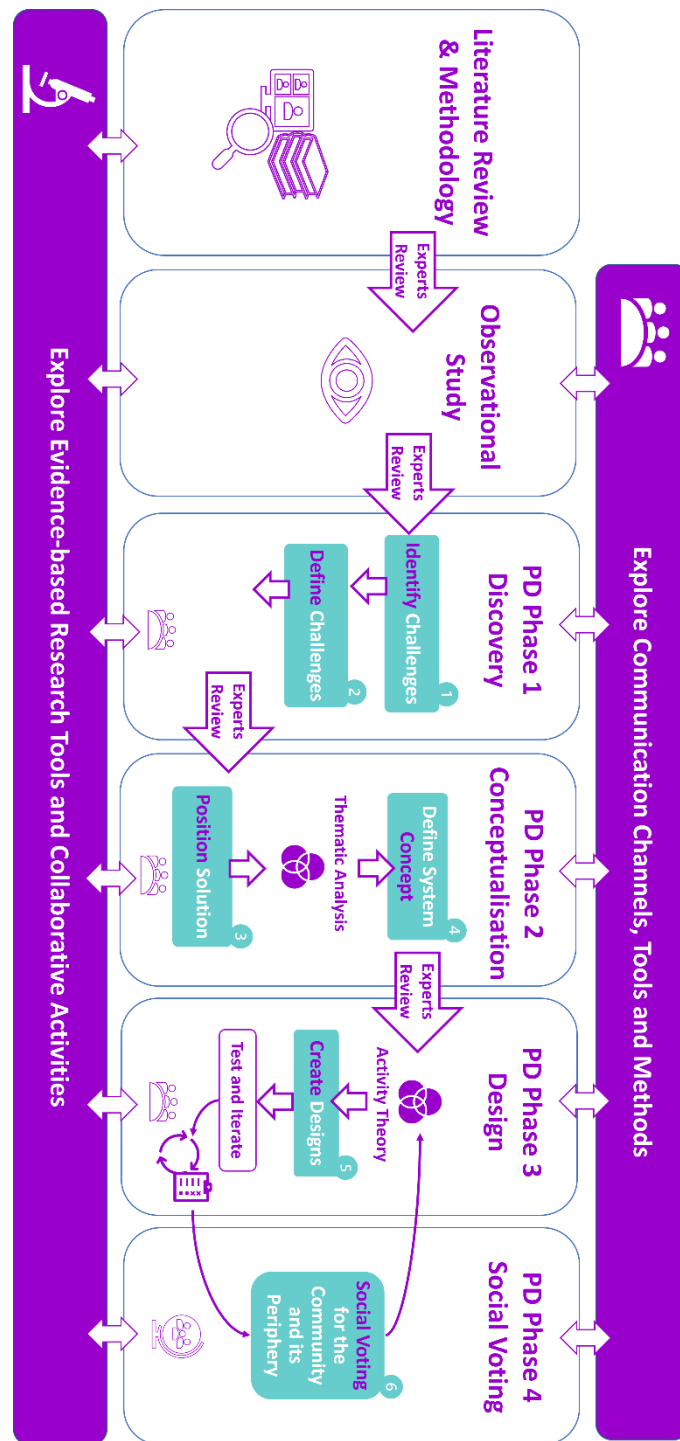 Explore Communication Channels, Tools and Methods
Literature Review
& Methodology
Experts
Review
Observational
Study
Experts
Review
PD Phase 1
Discovery
Identify Challenges
1
Define Challenges
2
Experts
Review
PD Phase 2
Conceptualisation
Define System
Concept
4
Thematic Analysis
Position Solution
3
Experts
Review
PD Phase 3
Design
Activity Theory
Create Designs
5
Test and Iterate
PD Phase 4
Social Voting
Social Voting
for the
Community
and its
Periphery
6
Explore Evidence-based Research Tools and Collaborative Activities